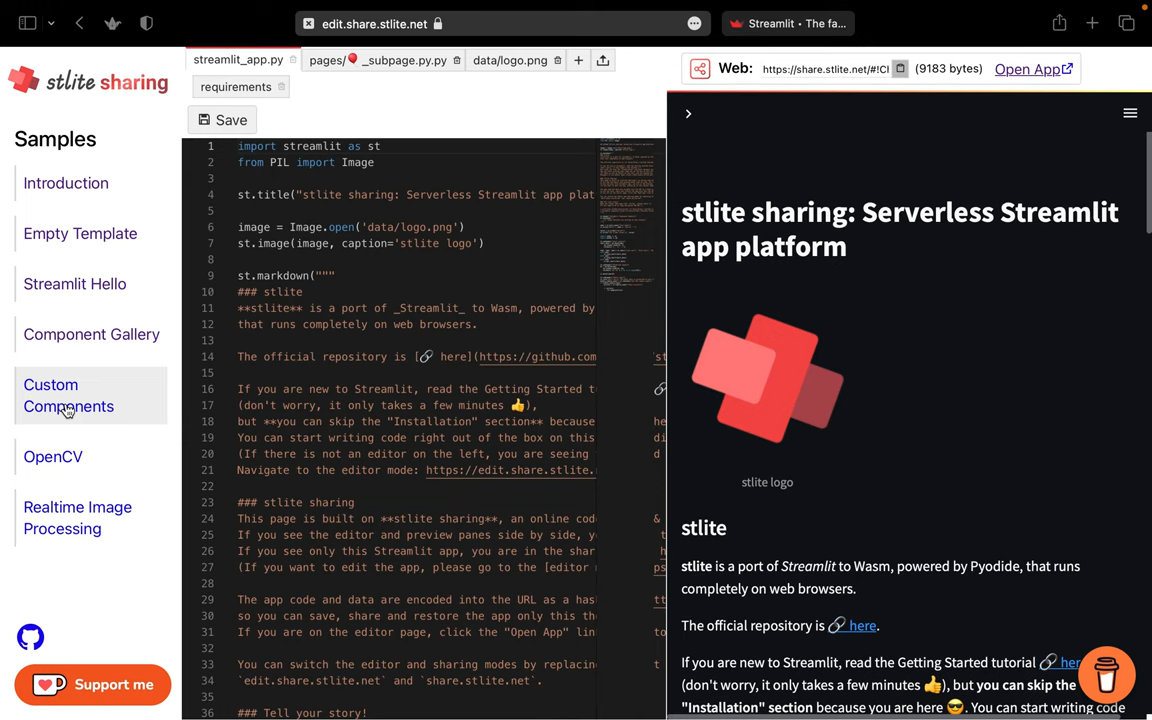 edit.share.stlite.net
Streamlit • The fa...
stlite sharing
Samples
Introduction
Empty Template
Streamlit Hello
Component Gallery
Custom
Components
OpenCV
Realtime Image
Processing
Support me
streamlit_app.py
pages/🎈_subpage.py.py
data/logo.png
requirements
Save
1 import streamlit as st
2 from PIL import Image
3
4 st.title("stlite sharing: Serverless Streamlit app plat
5
6 image = Image.open('data/logo.png')
7 st.image(image, caption='stlite logo')
8
9 st.markdown("""
10 ### stlite
11 **stlite** is a port of _Streamlit_ to Wasm, powered by
12 that runs completely on web browsers.
13
14 The official repository is [🔗 here](https://github.com
15
16 If you are new to Streamlit, read the Getting Started t
17 (don't worry, it only takes a few minutes 👍),
18 but **you can skip the "Installation" section** because
19 You can start writing code right out of the box on this
20 (If there is not an editor on the left, you are seeing
21 Navigate to the editor mode: https://edit.share.stlite.
22
23 ### stlite sharing
24 This page is built on **stlite sharing**, an online cod
25 If you see the editor and preview panes side by side, y
26 If you see only this Streamlit app, you are in the shar
27 (If you want to edit the app, please go to the [editor
28
29 The app code and data are encoded into the URL as a has
30 so you can save, share and restore the app only this th
31 If you are on the editor page, click the "Open App" lin
32
33 You can switch the editor and sharing modes by replacin
34 `edit.share.stlite.net` and `share.stlite.net`.
35
36 ### Tell your story!
Web: https://share.stlite.net/#!CI (9183 bytes) Open App
stlite sharing: Serverless Streamlit
app platform
stlite logo
stlite
stlite is a port of Streamlit to Wasm, powered by Pyodide, that runs
completely on web browsers.
The official repository is 🔗 here.
If you are new to Streamlit, read the Getting Started tutorial 🔗 her
(don't worry, it only takes a few minutes 👍), but you can skip the
"Installation" section because you are here 😎. You can start writing code